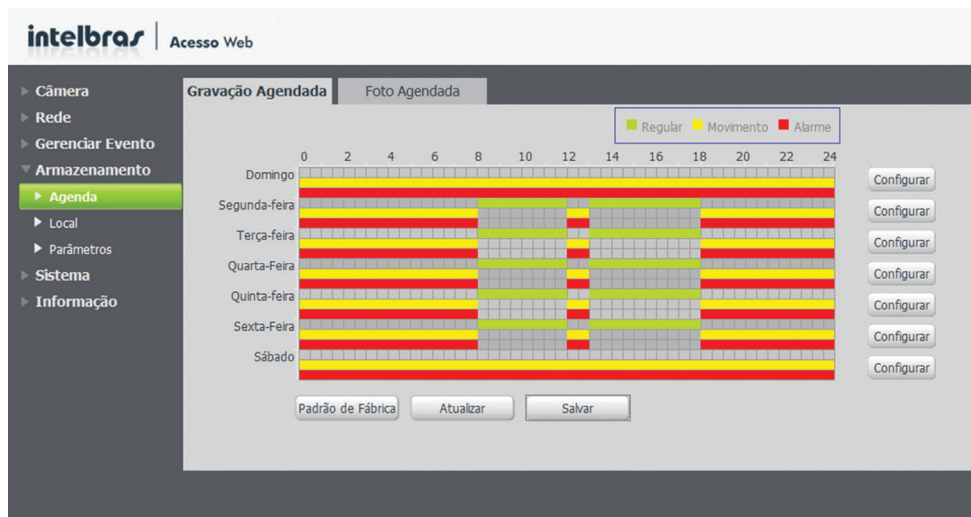 intelbras Acesso Web
Câmera
Rede
Gerenciar Evento
Armazenamento
Agenda
Local
Parâmetros
Sistema
Informação
Gravação Agendada Foto Agendada
Regular Movimento Alarme
0 2 4 6 8 10 12 14 16 18 20 22 24
Domingo Configurar
Segunda-feira Configurar
Terça-feira Configurar
Quarta-Feira Configurar
Quinta-feira Configurar
Sexta-Feira Configurar
Sábado Configurar
Padrão de Fábrica Atualizar Salvar